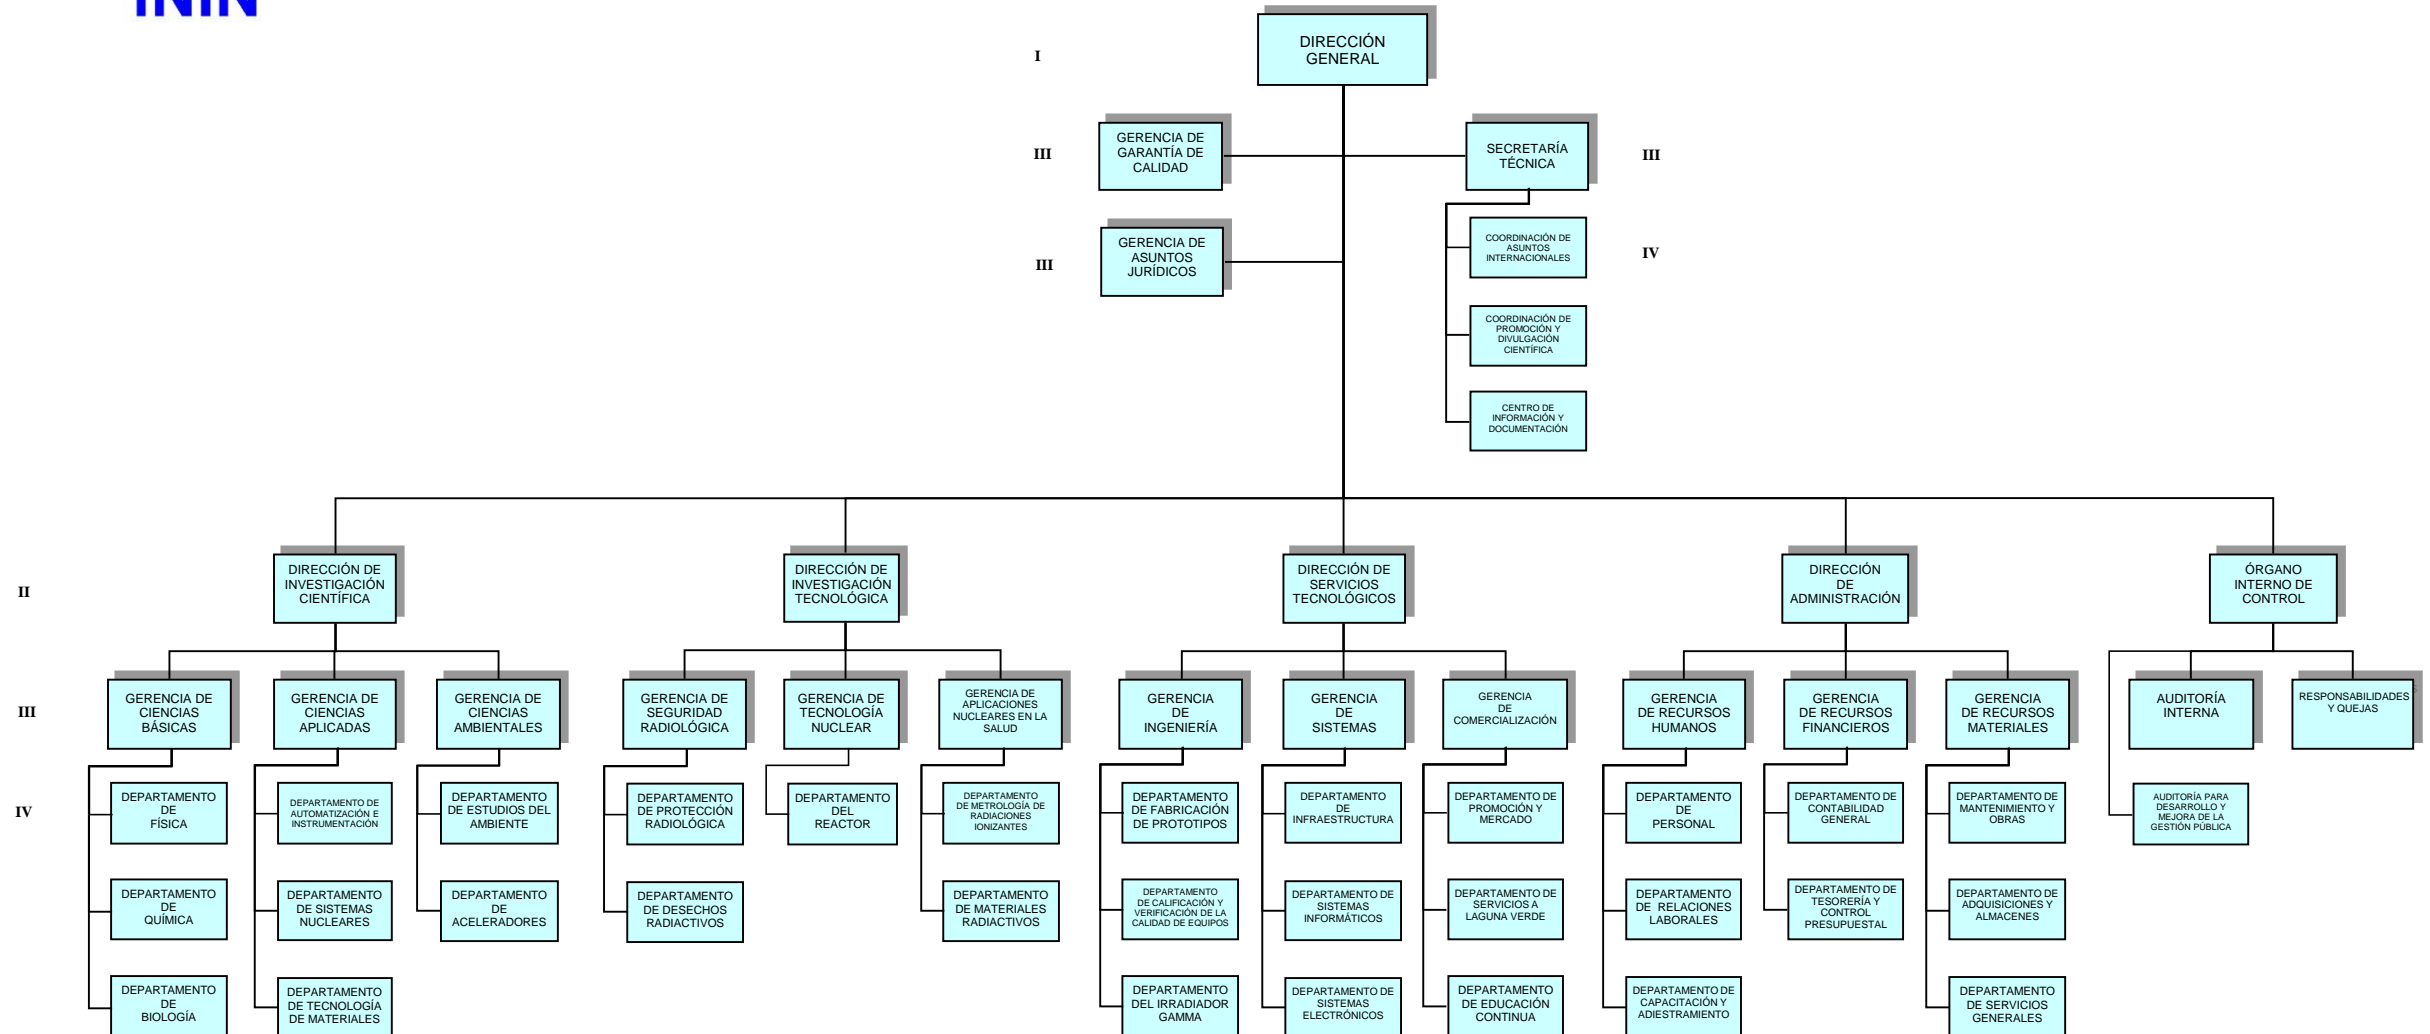 ININ
DIRECCIÓN
GENERAL
I
GERENCIA DE
GARANTÍA DE
CALIDAD
SECRETARÍA
TÉCNICA
III
III
GERENCIA DE
ASUNTOS
JURÍDICOS
III
COORDINACIÓN DE
ASUNTOS
INTERNACIONALES
IV
COORDINACIÓN DE
PROMOCIÓN Y
DIVULGACIÓN
CIENTÍFICA
CENTRO DE
INFORMACIÓN Y
DOCUMENTACIÓN
II
DIRECCIÓN DE
INVESTIGACIÓN
CIENTÍFICA
DIRECCIÓN DE
INVESTIGACIÓN
TECNOLÓGICA
DIRECCIÓN DE
SERVICIOS
TECNOLÓGICOS
DIRECCIÓN
DE
ADMINISTRACIÓN
ÓRGANO
INTERNO DE
CONTROL
III
GERENCIA DE
CIENCIAS
BÁSICAS
GERENCIA DE
CIENCIAS
APLICADAS
GERENCIA DE
CIENCIAS
AMBIENTALES
GERENCIA DE
SEGURIDAD
RADIOLÓGICA
GERENCIA DE
TECNOLOGÍA
NUCLEAR
GERENCIA DE
APLICACIONES
NUCLEARES EN LA
SALUD
GERENCIA
DE
INGENIERÍA
GERENCIA
DE
SISTEMAS
GERENCIA
DE
COMERCIALIZACIÓN
GERENCIA
DE RECURSOS
HUMANOS
GERENCIA
DE RECURSOS
FINANCIEROS
GERENCIA
DE RECURSOS
MATERIALES
AUDITORÍA
INTERNA
RESPONSABILIDADES
Y QUEJAS
IV
DEPARTAMENTO
DE
FÍSICA
DEPARTAMENTO DE
AUTOMATIZACIÓN E
INSTRUMENTACIÓN
DEPARTAMENTO
DE ESTUDIOS DEL
AMBIENTE
DEPARTAMENTO
DE PROTECCIÓN
RADIOLÓGICA
DEPARTAMENTO
DEL
REACTOR
DEPARTAMENTO
DE METROLOGÍA DE
RADIACIONES
IONIZANTES
DEPARTAMENTO
DE FABRICACIÓN
DE PROTOTIPOS
DEPARTAMENTO
DE
INFRAESTRUCTURA
DEPARTAMENTO DE
PROMOCIÓN Y
MERCADO
DEPARTAMENTO
DE
PERSONAL
DEPARTAMENTO DE
CONTABILIDAD
GENERAL
DEPARTAMENTO DE
MANTENIMIENTO Y
OBRAS
AUDITORÍA PARA
DESARROLLO Y
MEJORA DE LA
GESTIÓN PÚBLICA
DEPARTAMENTO
DE
QUÍMICA
DEPARTAMENTO
DE SISTEMAS
NUCLEARES
DEPARTAMENTO
DE
ACELERADORES
DEPARTAMENTO
DE DESECHOS
RADIACTIVOS
DEPARTAMENTO
DE MATERIALES
RADIACTIVOS
DEPARTAMENTO
DE CALIFICACIÓN Y
VERIFICACIÓN DE LA
CALIDAD DE EQUIPOS
DEPARTAMENTO DE
SISTEMAS
INFORMÁTICOS
DEPARTAMENTO DE
SERVICIOS A
LAGUNA VERDE
DEPARTAMENTO
DE RELACIONES
LABORALES
DEPARTAMENTO DE
TESORERÍA Y
CONTROL
PRESUPUESTAL
DEPARTAMENTO DE
ADQUISICIONES Y
ALMACENES
DEPARTAMENTO
DE
BIOLOGÍA
DEPARTAMENTO
DE TECNOLOGÍA
DE MATERIALES
DEPARTAMENTO
DEL IRRADIADOR
GAMMA
DEPARTAMENTO DE
SISTEMAS
ELECTRÓNICOS
DEPARTAMENTO
DE EDUCACIÓN
CONTINUA
DEPARTAMENTO DE
CAPACITACIÓN Y
ADIESTRAMIENTO
DEPARTAMENTO
DE SERVICIOS
GENERALES